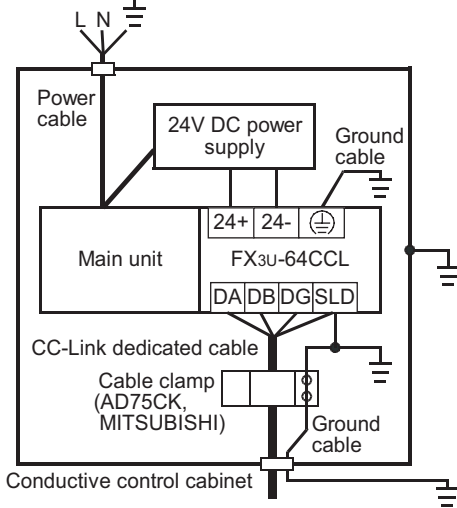 L N
Power
cable
24V DC power
supply
Ground
cable
24+ 24-
Main unit
FX3U-64CCL
DA DB DG SLD
CC-Link dedicated cable
Cable clamp
(AD75CK,
MITSUBISHI)
Ground
cable
Conductive control cabinet